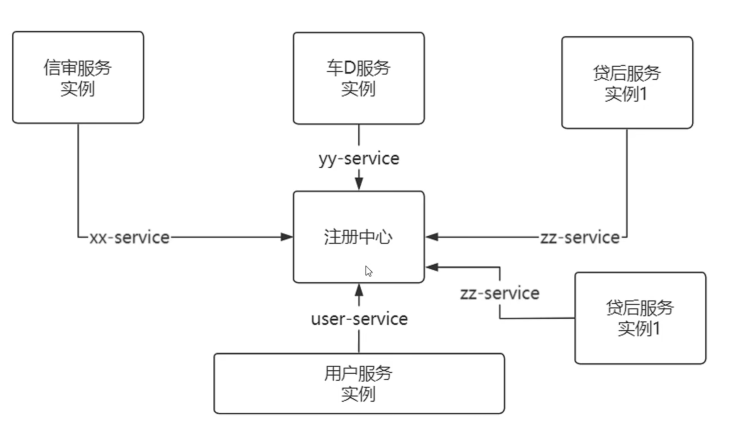 信审服务
实例
车D服务
实例
贷后服务
实例1
yy-service
xx-service
注册中心
zz-service
zz-service
贷后服务
实例1
user-service
用户服务
实例